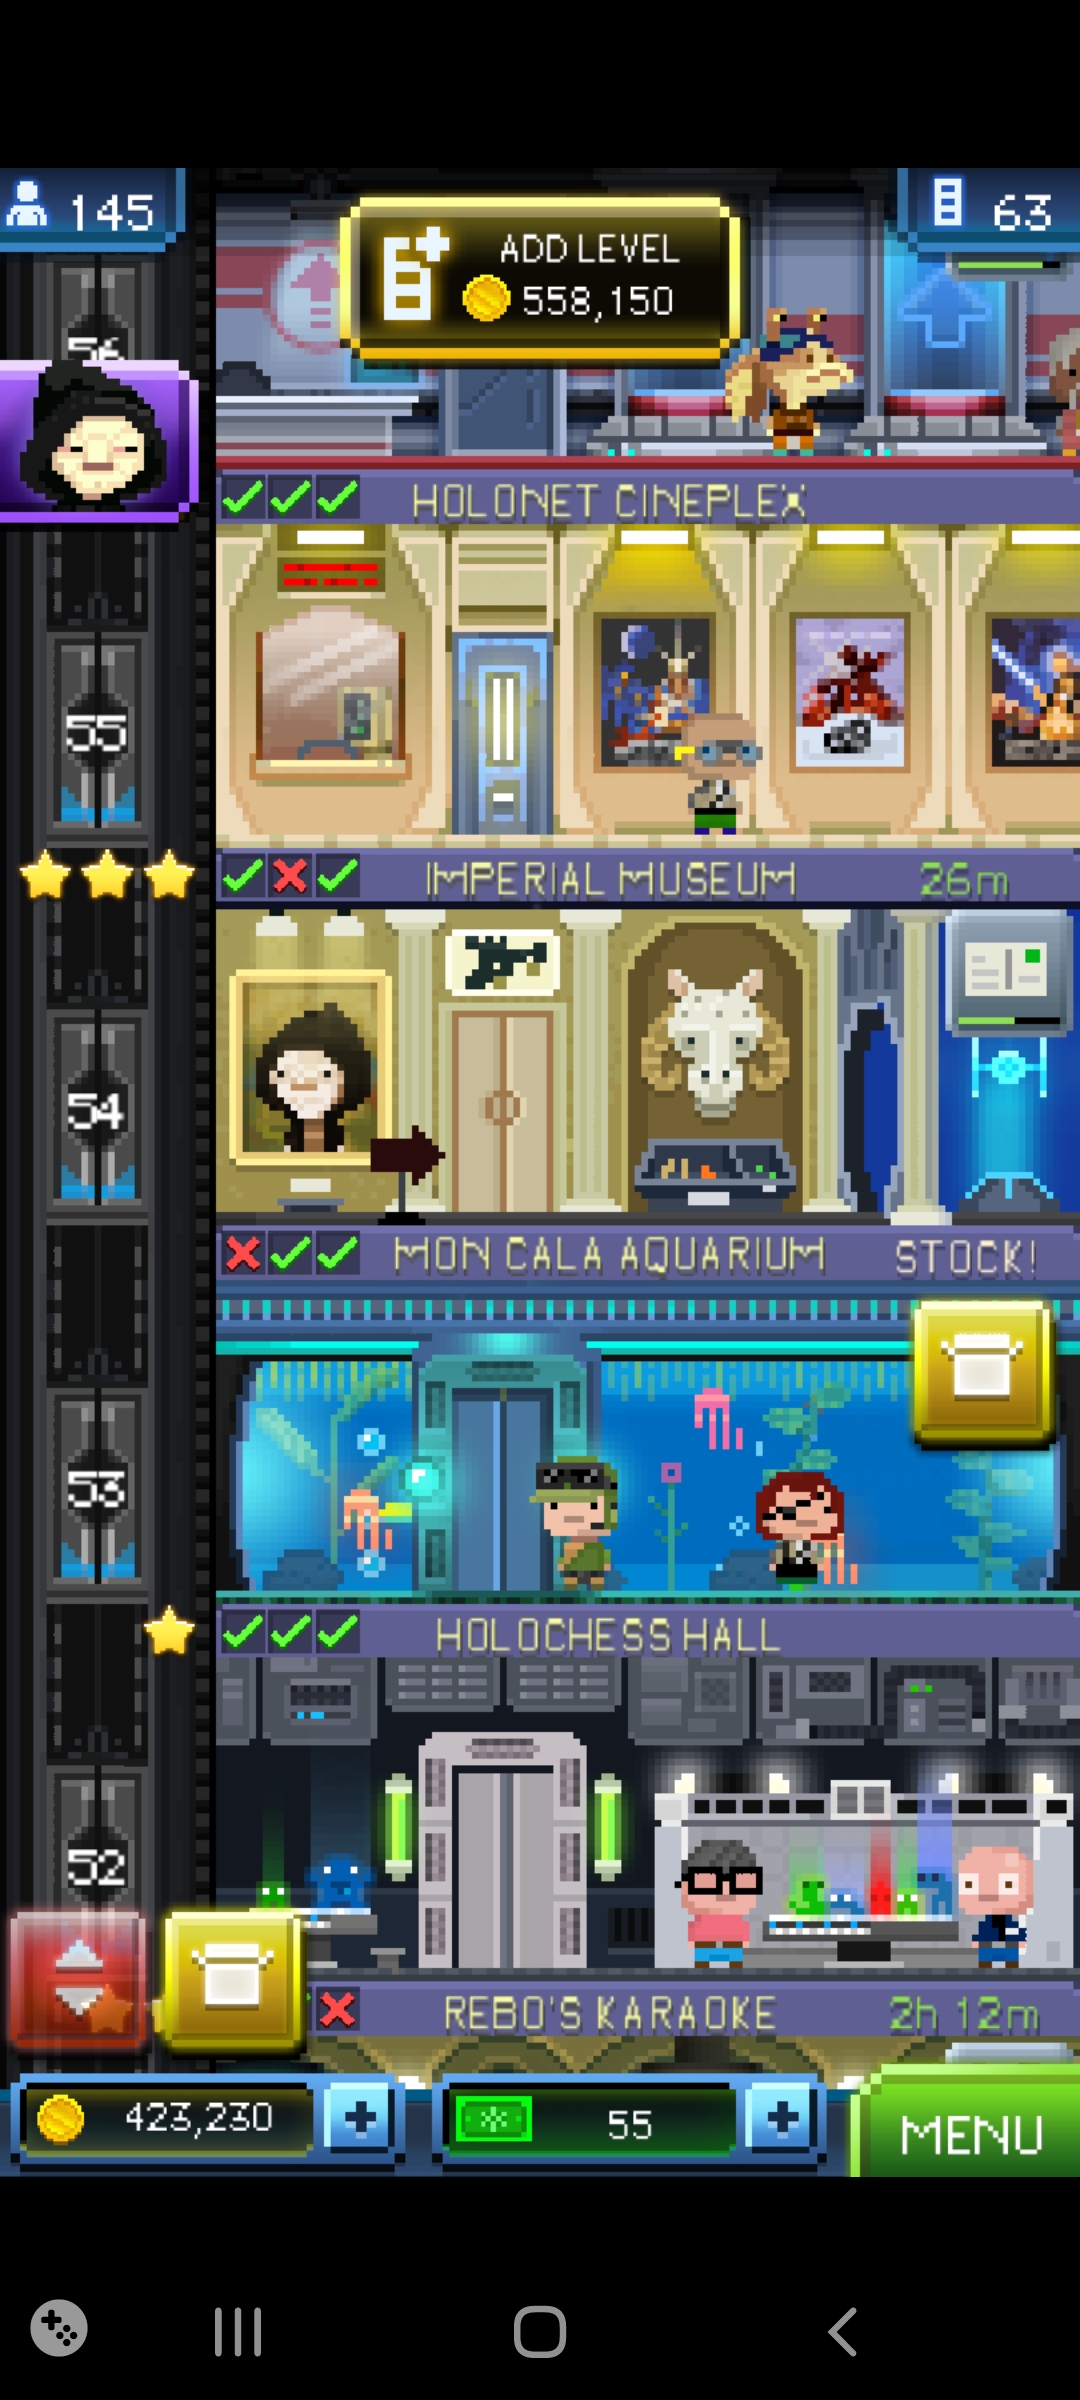 145
63
ADD LEVEL
558,150
56
HOLONET CINEPLEX
55
IMPERIAL MUSEUM 26m
54
MON CALA AQUARIUM STOCK!
53
HOLOCHESS HALL
52
REBO'S KARAOKE 2h 12m
423,230
55
MENU